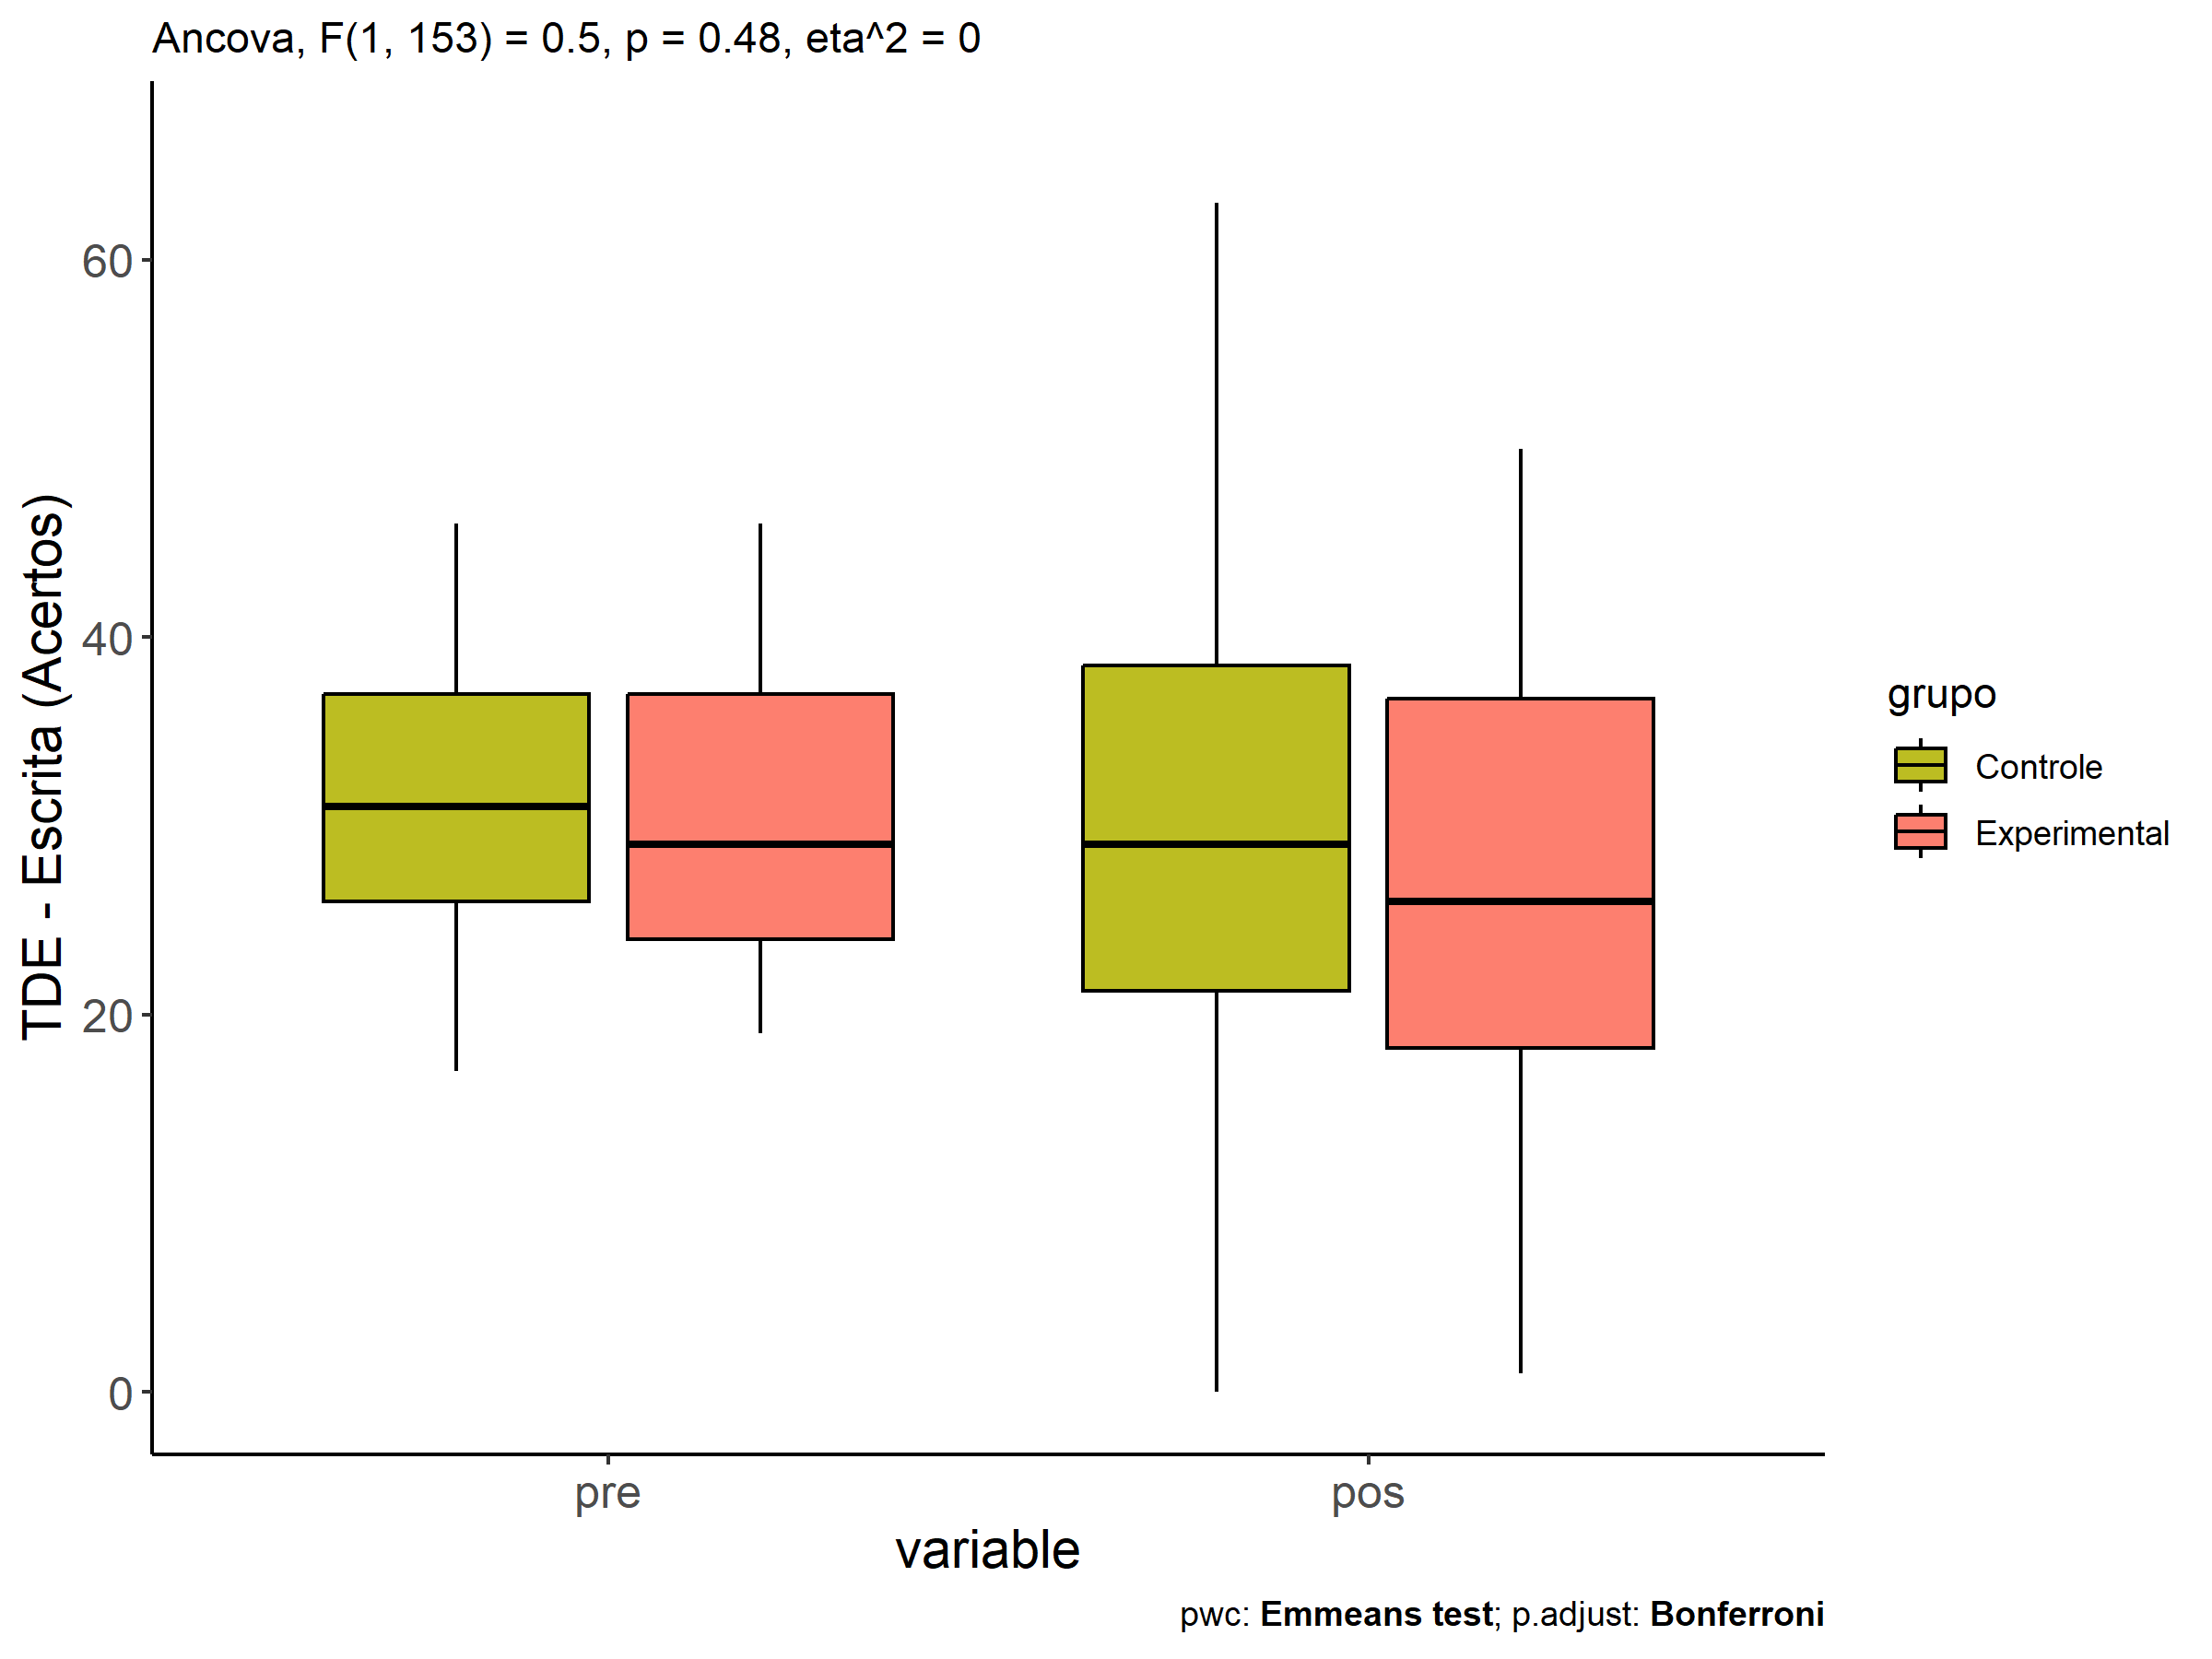 Ancova, F(1, 153) = 0.5, p = 0.48, eta^2 = 0
TDE - Escrita (Acertos)
60
40
20
0
pre
pos
variable
grupo
Controle
Experimental
pwc: Emmeans test; p.adjust: Bonferroni